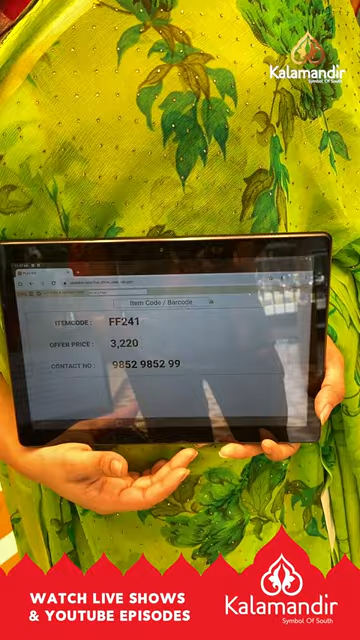 Kalamandir
Symbol Of South
Item Code / Barcode
ITEMCODE : FF241
OFFER PRICE : 3,220
CONTACT NO : 9852 9852 99
WATCH LIVE SHOWS
& YOUTUBE EPISODES
Kalamandir
Symbol Of South